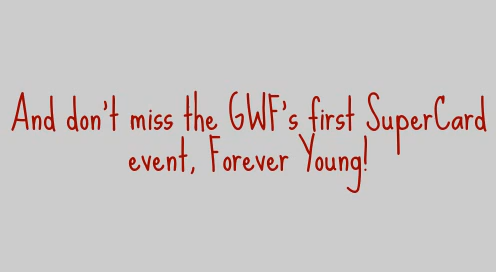 And don't miss the GWF's first SuperCard
event, Forever Young!